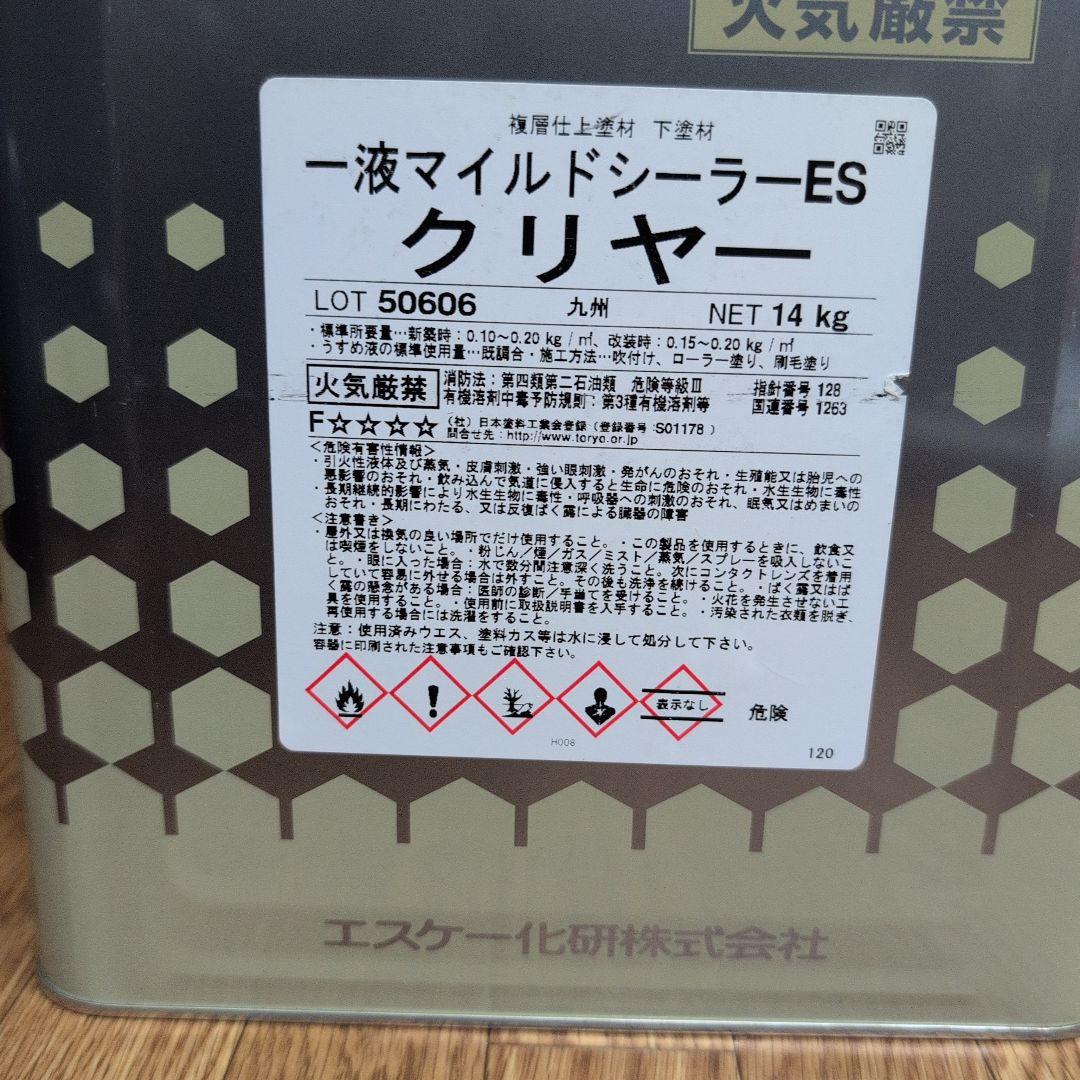 火気厳禁
複層仕上塗材 下塗材
一液マイルドシーラーES
クリヤー
LOT 50606 九州 NET 14 kg
・標準所要量…新築時：0.10～0.20 kg / ㎡、改装時：0.15～0.20 kg / ㎡
・うすめ液の標準使用量…既調合・施工方法…吹付け、ローラー塗り、刷毛塗り
火気厳禁 消防法：第四類第二石油類 危険等級Ⅲ 指針番号 128
有機溶剤中毒予防規則：第3種有機溶剤等 国連番号 1263
F☆☆☆☆ （社）日本塗料工業会登録（登録番号:S01178）
問合せ先：http://www.toryo.or.jp
＜危険有害性情報＞
・引火性液体及び蒸気・皮膚刺激・強い眼刺激・発がんのおそれ・生殖能又は胎児への
悪影響のおそれ・飲み込んで気道に侵入すると生命に危険のおそれ・水生生物に毒性
・長期継続的影響により水生生物に毒性・呼吸器への刺激のおそれ、眠気又はめまいの
おそれ・長期にわたる、又は反復ばく露による臓器の障害
＜注意書き＞
・屋外又は換気の良い場所でだけ使用すること。・この製品を使用するときに、飲食又
は喫煙をしないこと。・粉じん／煙／ガス／ミスト／蒸気／スプレーを吸入しないこ
と。・眼に入った場合：水で数分間注意深く洗うこと。次にコンタクトレンズを着用
していて容易に外せる場合は外すこと。その後も洗浄を続けること。・ばく露又はば
く露の懸念がある場合：医師の診断／手当てを受けること。・火花を発生させない工
具を使用すること。・使用前に取扱説明書を入手すること。・汚染された衣類を脱ぎ、
再使用する場合には洗濯をすること。
注意：使用済みウエス、塗料カス等は水に浸して処分して下さい。
容器に印刷された注意事項もご確認下さい。
表示なし 危険
H008 120
エスケー化研株式会社